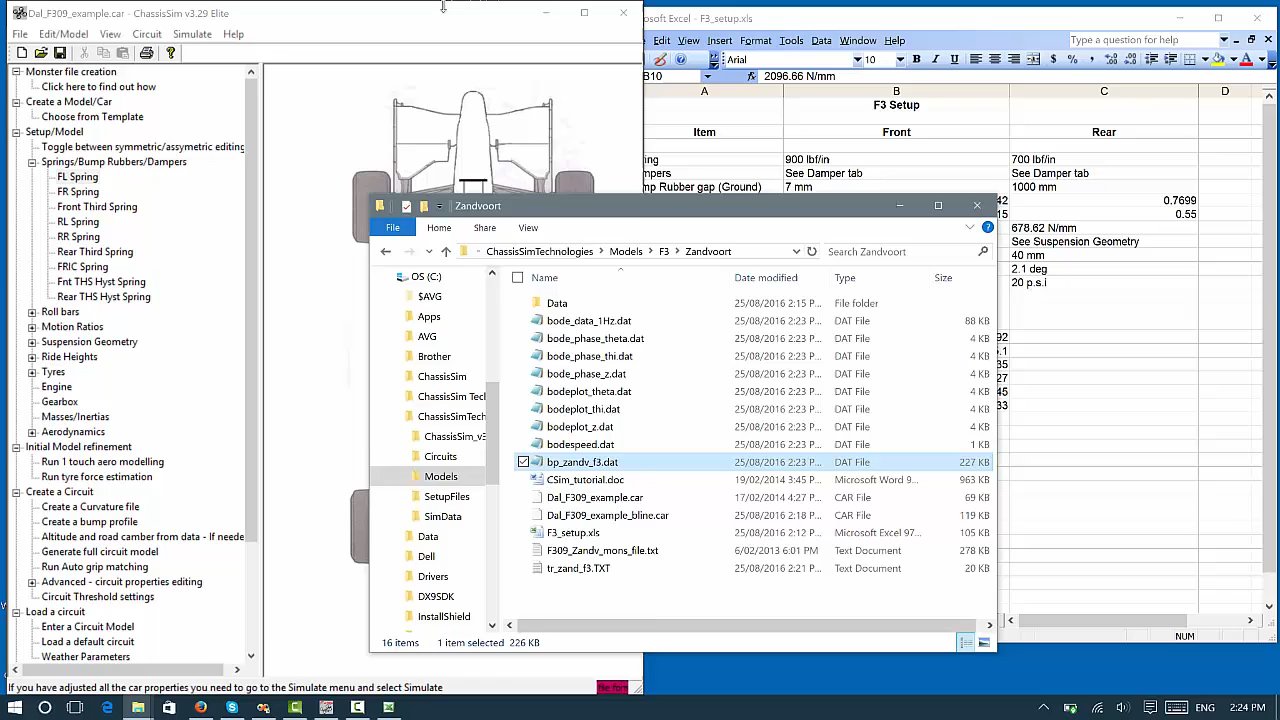 Dal_F309_example.car - ChassisSim v3.29 Elite
File Edit/Model View Circuit Simulate Help
Monster file creation
Click here to find out how
Create a Model/Car
Choose from Template
Setup/Model
Toggle between symmetric/assymetric editing
Springs/Bump Rubbers/Dampers
FL Spring
FR Spring
Front Third Spring
RL Spring
RR Spring
Rear Third Spring
FRIC Spring
Fnt THS Hyst Spring
Rear THS Hyst Spring
Roll bars
Motion Ratios
Suspension Geometry
Ride Heights
Tyres
Engine
Gearbox
Masses/Inertias
Aerodynamics
Initial Model refinement
Run 1 touch aero modelling
Run tyre force estimation
Create a Circuit
Create a Curvature file
Create a bump profile
Altitude and road camber from data - If neede
Generate full circuit model
Run Auto grip matching
Advanced - circuit properties editing
Circuit Threshold settings
Load a circuit
Enter a Circuit Model
Load a default circuit
Weather Parameters
If you have adjusted all the car properties you need to go to the Simulate menu and select Simulate
osoft Excel - F3_setup.xls
Edit View Insert Format Tools Data Window Help
Type a question for help
Arial 10 B I U
B10 fx 2096.66 N/mm
A B C D
F3 Setup
Item Front Rear
ing 900 lbf/in 700 lbf/in
mpers See Damper tab See Damper tab
mp Rubber gap (Ground) 7 mm 1000 mm
42 0.7699
15 0.55
678.62 N/mm
See Suspension Geometry
40 mm
2.1 deg
20 p.s.i
92
.1
35
27
45
33
NUM
Zandvoort
File Home Share View
ChassisSimTechnologies > Models > F3 > Zandvoort Search Zandvoort
OS (C:)
$AVG
Apps
AVG
Brother
ChassisSim
ChassisSim Tecl
ChassisSimTech
ChassisSim_v3
Circuits
Models
SetupFiles
SimData
Data
Dell
Drivers
DX9SDK
InstallShield
Name Date modified Type Size
Data 25/08/2016 2:15 P... File folder
bode_data_1Hz.dat 25/08/2016 2:23 P... DAT File 88 KB
bode_phase_theta.dat 25/08/2016 2:23 P... DAT File 4 KB
bode_phase_thi.dat 25/08/2016 2:23 P... DAT File 4 KB
bode_phase_z.dat 25/08/2016 2:23 P... DAT File 4 KB
bodeplot_theta.dat 25/08/2016 2:23 P... DAT File 4 KB
bodeplot_thi.dat 25/08/2016 2:23 P... DAT File 4 KB
bodeplot_z.dat 25/08/2016 2:23 P... DAT File 4 KB
bodespeed.dat 25/08/2016 2:23 P... DAT File 1 KB
bp_zandv_f3.dat 25/08/2016 2:23 P... DAT File 227 KB
CSim_tutorial.doc 19/02/2014 3:45 P... Microsoft Word 9... 963 KB
Dal_F309_example.car 17/02/2014 4:27 P... CAR File 69 KB
Dal_F309_example_bline.car 25/08/2016 2:18 P... CAR File 119 KB
F3_setup.xls 25/08/2016 2:12 P... Microsoft Excel 97... 105 KB
F309_Zandv_mons_file.txt 6/02/2013 6:01 PM Text Document 278 KB
tr_zand_f3.TXT 25/08/2016 2:21 P... Text Document 20 KB
16 items 1 item selected 226 KB
ENG 2:24 PM